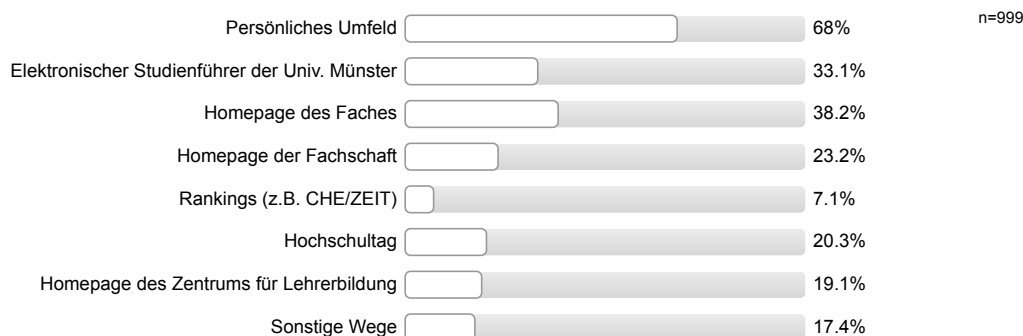 Persönliches Umfeld 68% n=999
Elektronischer Studienführer der Univ. Münster 33.1%
Homepage des Faches 38.2%
Homepage der Fachschaft 23.2%
Rankings (z.B. CHE/ZEIT) 7.1%
Hochschultag 20.3%
Homepage des Zentrums für Lehrerbildung 19.1%
Sonstige Wege 17.4%